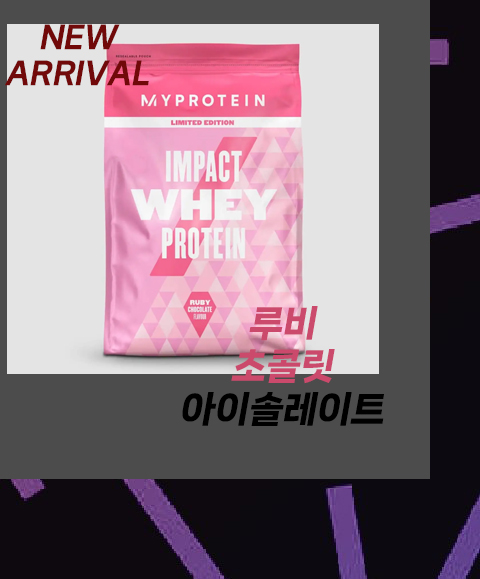 NEW
ARRIVAL
MYPROTEIN
LIMITED EDITION
IMPACT
WHEY
PROTEIN
RUBY
CHOCOLATE
FLAVOUR
루비
초콜릿
아이솔레이트